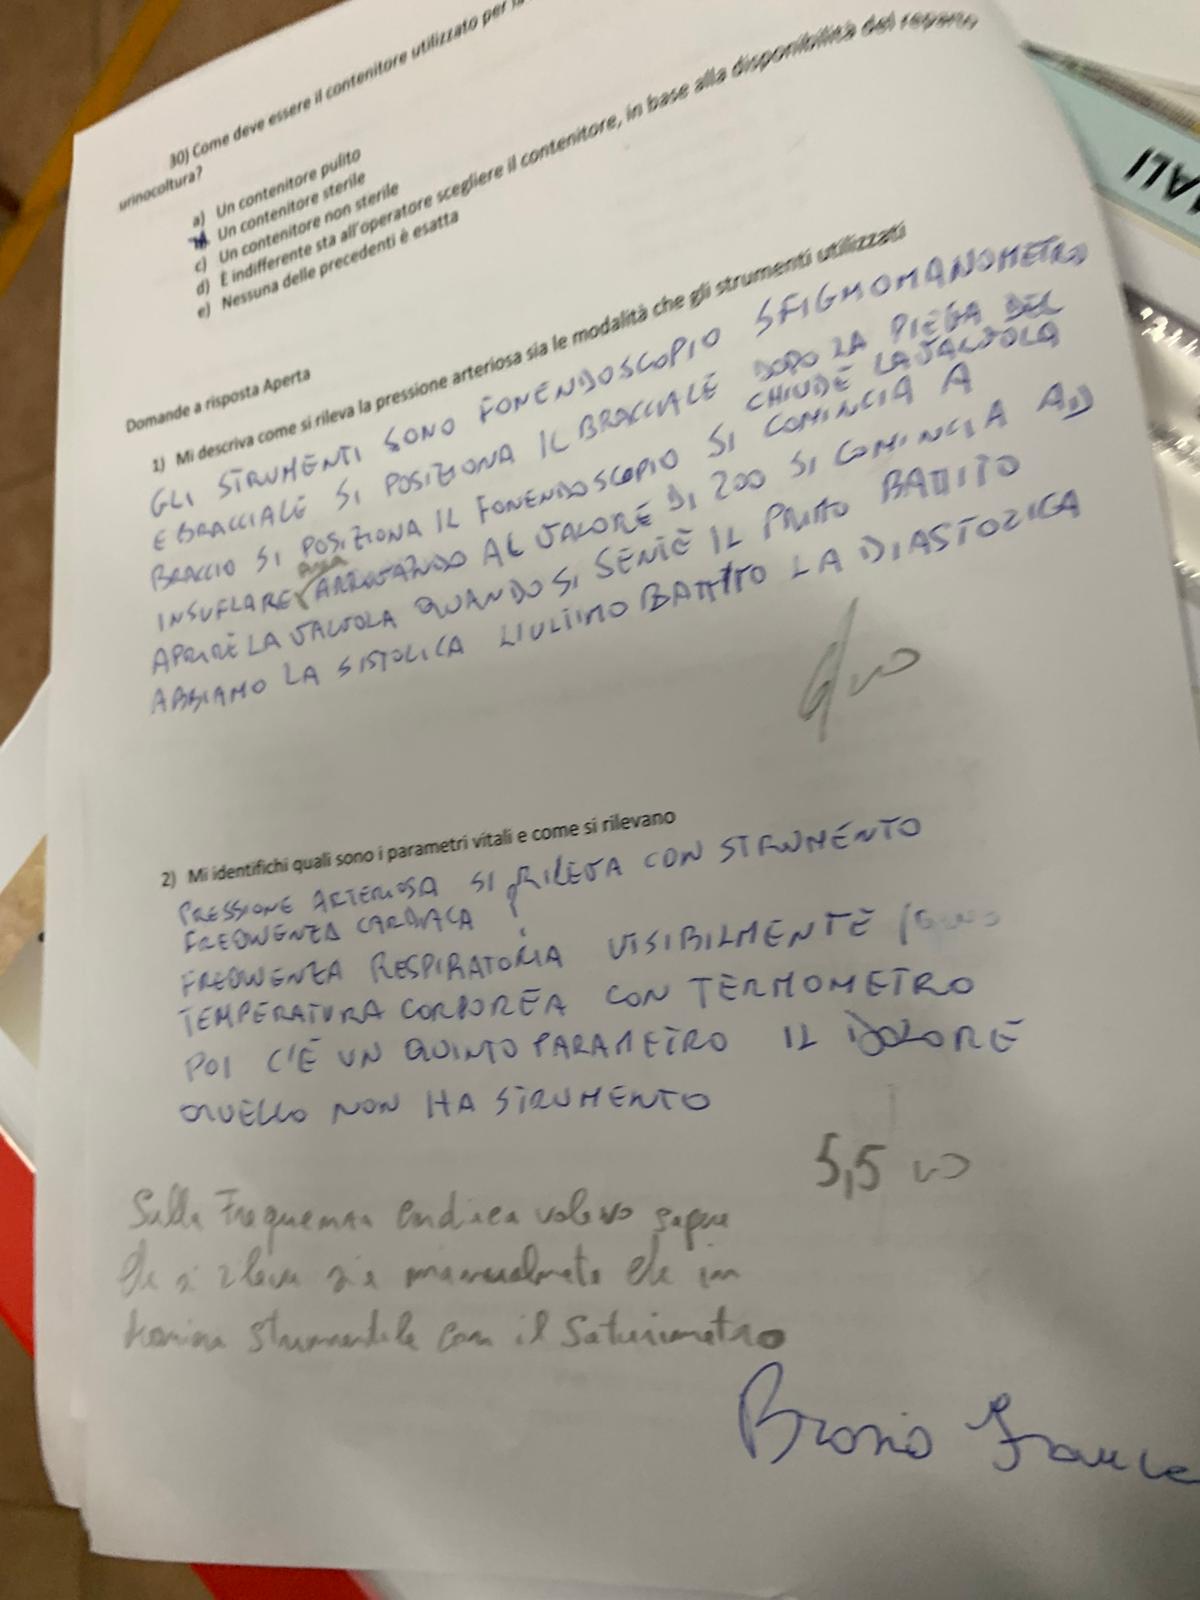 30) Come deve essere il contenitore utilizzato per
urinocoltura?
a) Un contenitore pulito
Un contenitore sterile
c) Un contenitore non sterile
d) È indifferente sta all'operatore scegliere il contenitore, in base alla disponibilità del reparto
e) Nessuna delle precedenti è esatta
Domande a risposta Aperta
1) Mi descriva come si rileva la pressione arteriosa sia le modalità che gli strumenti utilizzati
GLI STRUMENTI SONO FONENDOSCOPIO SFIGMOMANOMETRO
E BRACCIALE SI POSIZIONA IL BRACCIALE DOPO LA PIEGA DEL
BRACCIO SI POSIZIONA IL FONENDOSCOPIO SI CHIUDE LA VALVOLA
INSUFLARE ARRIVANDO AL VALORE DI 200 SI COMINCIA A
SI COMINCIA AD
APRIRE LA VALVOLA QUANDO SI SENTE IL PRIMO BATTITO
ABBIAMO LA SISTOLICA L'ULTIMO BATTITO LA DIASTOLICA
2) Mi identifichi quali sono i parametri vitali e come si rilevano
PRESSIONE ARTERIOSA SI RILEVA CON STRUMENTO
FREQUENZA CARDIACA
FREQUENZA RESPIRATORIA VISIBILMENTE
TEMPERATURA CORPOREA CON TERMOMETRO
POI C'È UN QUINTO PARAMETRO IL DOLORE
QUELLO NON HA STRUMENTO
5,5
Sulla Frequenza Cardiaca volevo sapere
che si rileva sia manualmente che in
maniera strumentale con il Saturimetro
Brosio
ALI